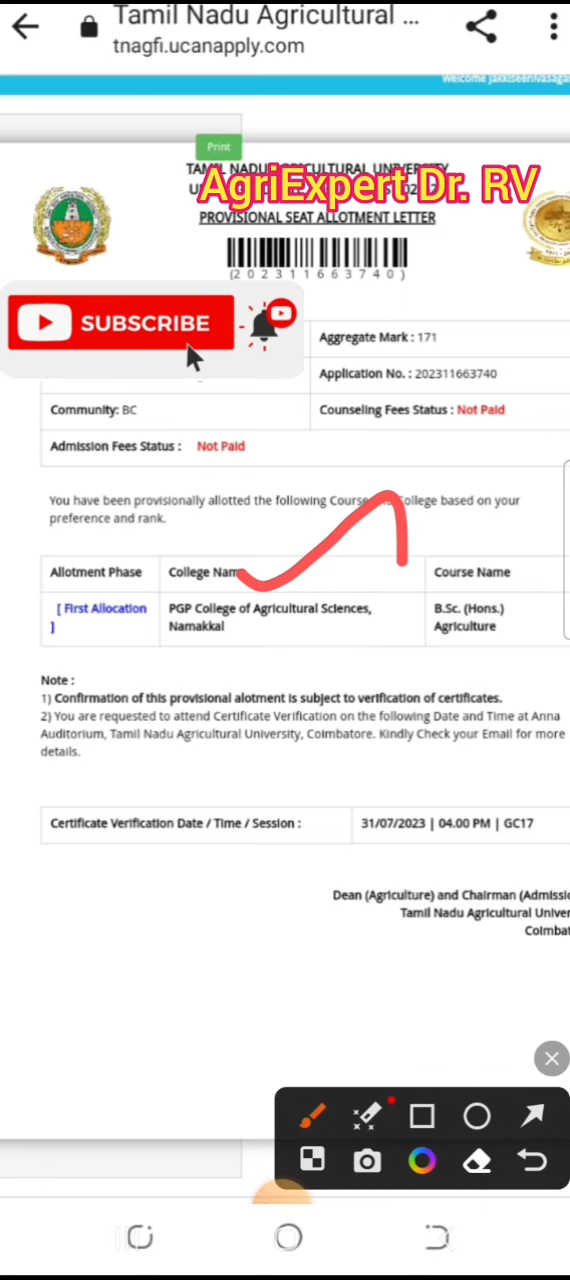 Tamil Nadu Agricultural ...
tnagfi.ucanapply.com
Welcome
Print
AgriExpert Dr. RV
PROVISIONAL SEAT ALLOTMENT LETTER
(202311663740)
SUBSCRIBE
Aggregate Mark : 171
Application No. : 202311663740
Community: BC
Counseling Fees Status : Not Paid
Admission Fees Status : Not Paid
You have been provisionally allotted the following Course College based on your
preference and rank.
Allotment Phase College Name Course Name
[ First Allocation PGP College of Agricultural Sciences, B.Sc. (Hons.)
] Namakkal Agriculture
Note :
1) Confirmation of this provisional alotment is subject to verification of certificates.
2) You are requested to attend Certificate Verification on the following Date and Time at Anna
Auditorium, Tamil Nadu Agricultural University, Coimbatore. Kindly Check your Email for more
details.
Certificate Verification Date / Time / Session : 31/07/2023 | 04.00 PM | GC17
Dean (Agriculture) and Chairman (Admissio
Tamil Nadu Agricultural Univer
Coimbat